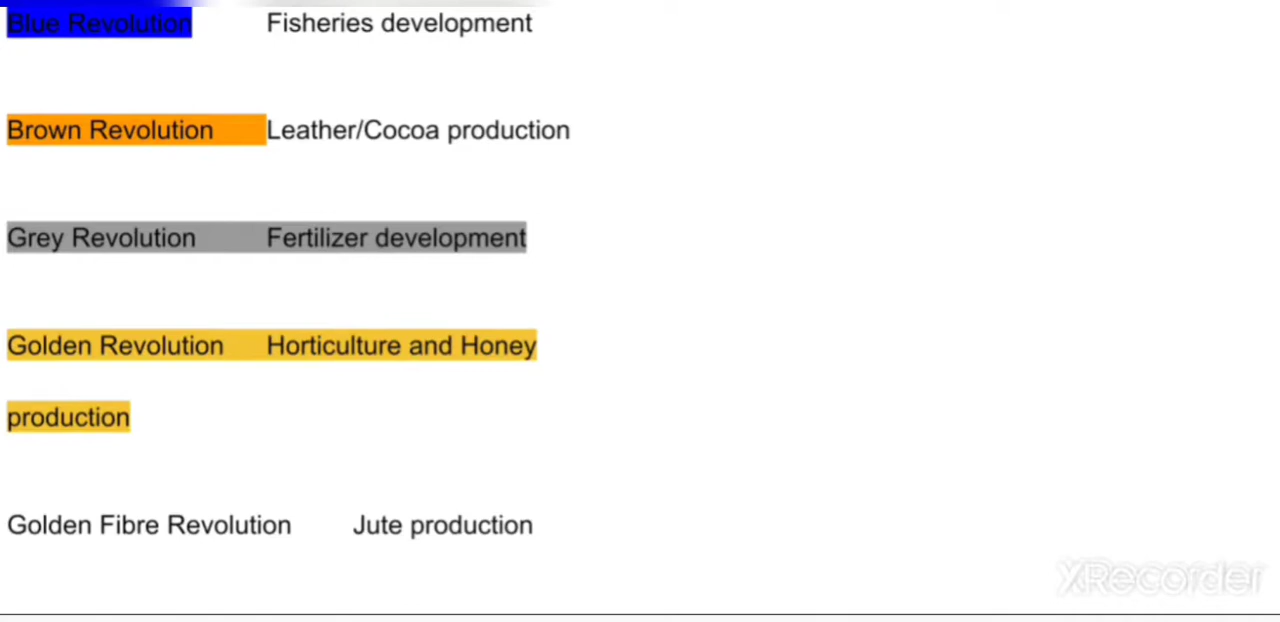 Blue Revolution Fisheries development
Brown Revolution Leather/Cocoa production
Grey Revolution Fertilizer development
Golden Revolution Horticulture and Honey
production
Golden Fibre Revolution Jute production
XRecorder